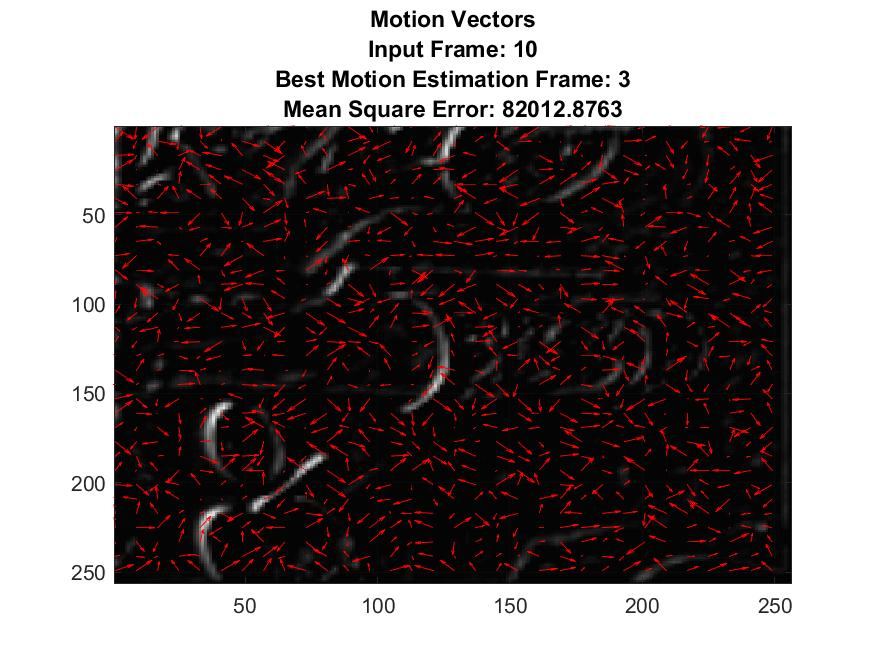 Motion Vectors
Input Frame: 10
Best Motion Estimation Frame: 3
Mean Square Error: 82012.8763
50
100
150
200
250
50 100 150 200 250